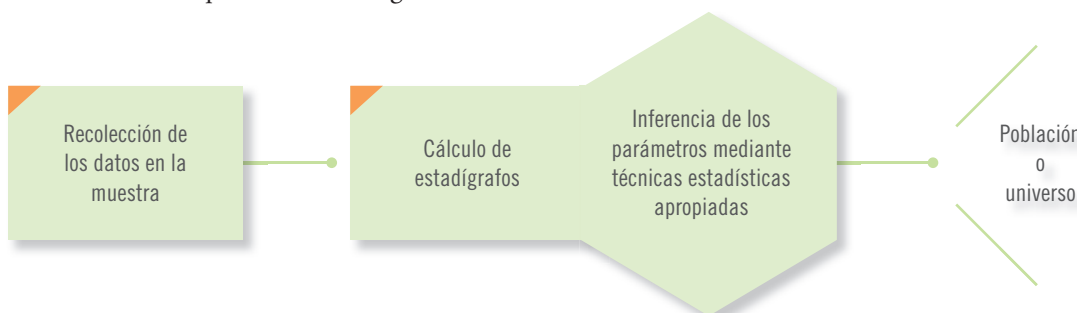 Recolección de
los datos en la
muestra
Cálculo de
estadígrafos
Inferencia de los
parámetros mediante
técnicas estadísticas
apropiadas
Población
o
universo